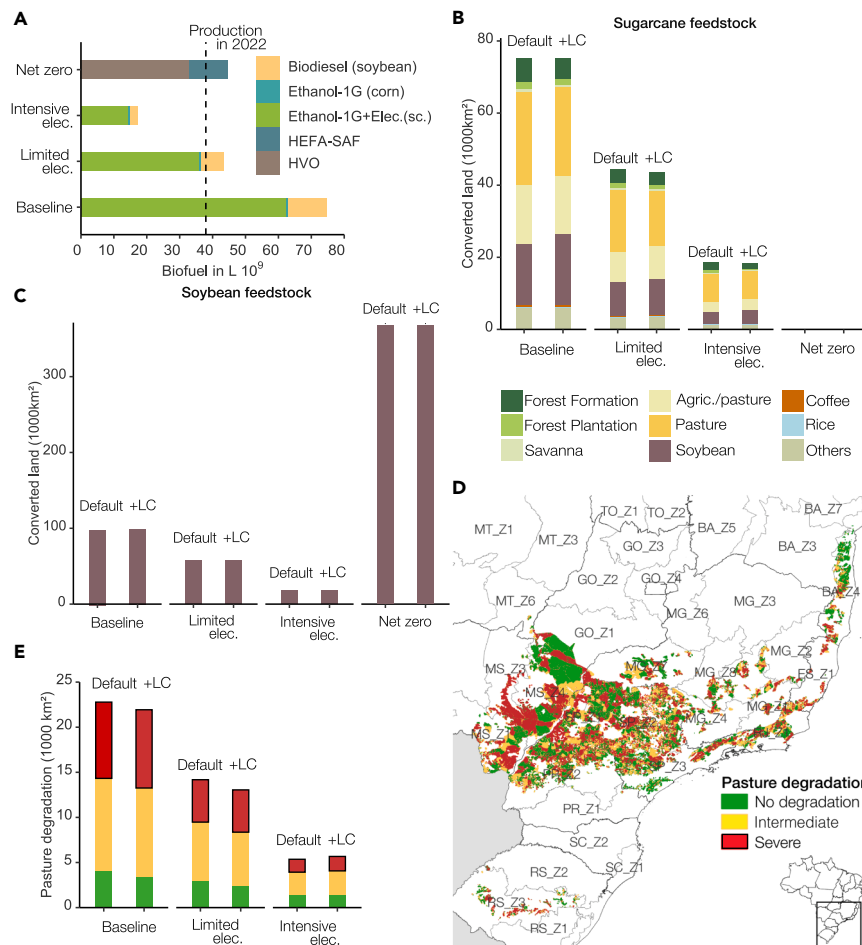 A
Production
in 2022
Net zero
Intensive
elec.
Limited
elec.
Baseline
Biodiesel (soybean)
Ethanol-1G (corn)
Ethanol-1G+Elec.(sc.)
HEFA-SAF
HVO
0 10 20 30 40 50 60 70 80
Biofuel in L 10⁹
B
Sugarcane feedstock
Converted land (1000km²)
80
60
40
20
0
Default +LC
Default +LC
Default +LC
Baseline
Limited
elec.
Intensive
elec.
Net zero
Forest Formation
Forest Plantation
Savanna
Agric./pasture
Pasture
Soybean
Coffee
Rice
Others
C
Soybean feedstock
Converted land (1000km²)
300
200
100
0
Default +LC
Default +LC
Default +LC
Default +LC
Baseline
Limited
elec.
Intensive
elec.
Net zero
D
MT_Z1
MT_Z3
TO_Z1
TO_Z2
BA_Z5
BA_Z7
GO_Z3
BA_Z3
MT_Z6
GO_Z2
GO_Z4
MG_Z6
MG_Z3
BA_Z4
GO_Z1
MG_Z2
MS_Z3
ES_Z1
MG_Z4
PR_Z1
SC_Z2
SC_Z1
RS_Z2
RS_Z3
RS_Z1
Pasture degradation
No degradation
Intermediate
Severe
E
Pasture degradation (1000 km²)
25
20
15
10
5
0
Default +LC
Default +LC
Default +LC
Baseline
Limited
elec.
Intensive
elec.